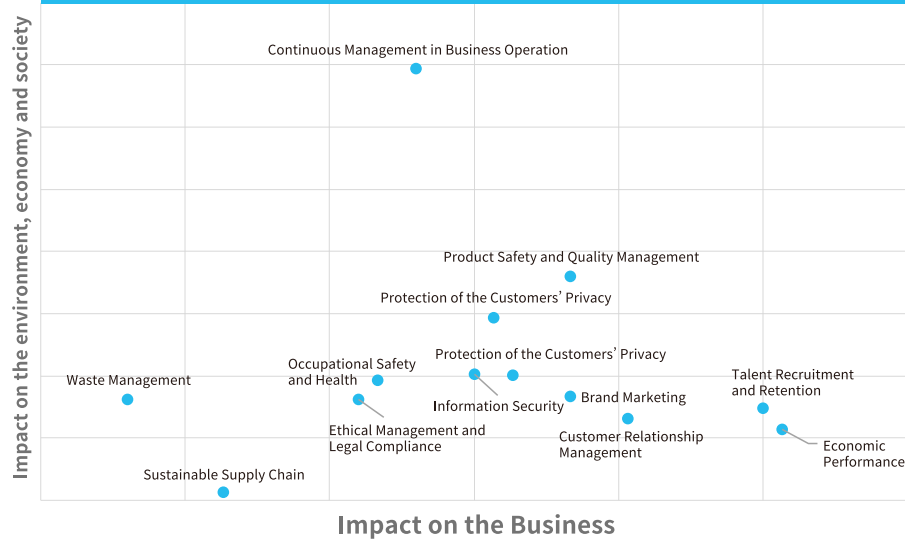 Impact on the environment, economy and society
Continuous Management in Business Operation
Product Safety and Quality Management
Protection of the Customers’ Privacy
Protection of the Customers’ Privacy
Occupational Safety
and Health
Waste Management
Information Security
Brand Marketing
Talent Recruitment
and Retention
Ethical Management and
Legal Compliance
Customer Relationship
Management
Economic
Performance
Sustainable Supply Chain
Impact on the Business